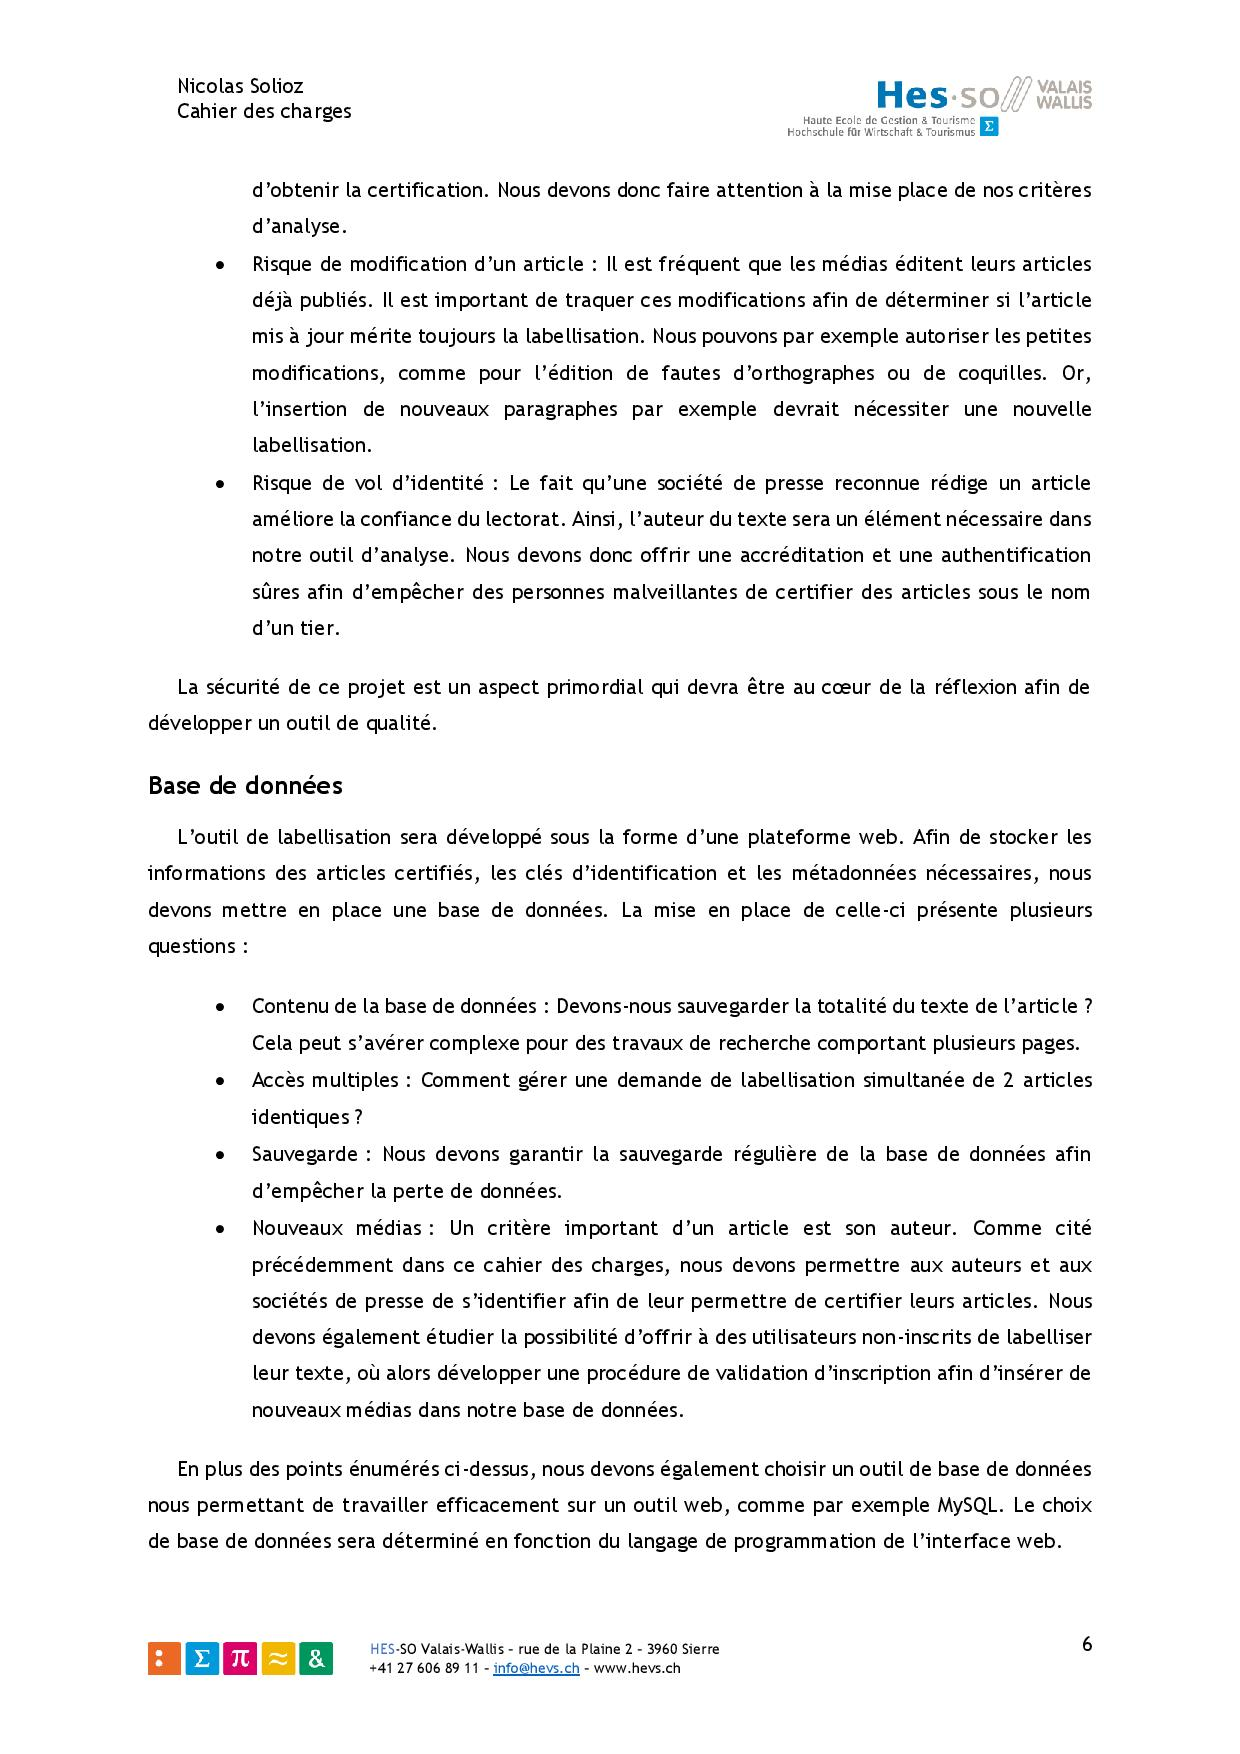 Nicolas Solioz
Cahier des charges
Hes·so VALAIS WALLIS
Haute Ecole de Gestion & Tourisme
Hochschule für Wirtschaft & Tourismus Σ
d’obtenir la certification. Nous devons donc faire attention à la mise place de nos critères
d’analyse.
• Risque de modification d’un article : Il est fréquent que les médias éditent leurs articles
déjà publiés. Il est important de traquer ces modifications afin de déterminer si l’article
mis à jour mérite toujours la labellisation. Nous pouvons par exemple autoriser les petites
modifications, comme pour l’édition de fautes d’orthographes ou de coquilles. Or,
l’insertion de nouveaux paragraphes par exemple devrait nécessiter une nouvelle
labellisation.
• Risque de vol d’identité : Le fait qu’une société de presse reconnue rédige un article
améliore la confiance du lectorat. Ainsi, l’auteur du texte sera un élément nécessaire dans
notre outil d’analyse. Nous devons donc offrir une accréditation et une authentification
sûres afin d’empêcher des personnes malveillantes de certifier des articles sous le nom
d’un tier.
La sécurité de ce projet est un aspect primordial qui devra être au cœur de la réflexion afin de
développer un outil de qualité.
Base de données
L’outil de labellisation sera développé sous la forme d’une plateforme web. Afin de stocker les
informations des articles certifiés, les clés d’identification et les métadonnées nécessaires, nous
devons mettre en place une base de données. La mise en place de celle-ci présente plusieurs
questions :
• Contenu de la base de données : Devons-nous sauvegarder la totalité du texte de l’article ?
Cela peut s’avérer complexe pour des travaux de recherche comportant plusieurs pages.
• Accès multiples : Comment gérer une demande de labellisation simultanée de 2 articles
identiques ?
• Sauvegarde : Nous devons garantir la sauvegarde régulière de la base de données afin
d’empêcher la perte de données.
• Nouveaux médias : Un critère important d’un article est son auteur. Comme cité
précédemment dans ce cahier des charges, nous devons permettre aux auteurs et aux
sociétés de presse de s’identifier afin de leur permettre de certifier leurs articles. Nous
devons également étudier la possibilité d’offrir à des utilisateurs non-inscrits de labelliser
leur texte, où alors développer une procédure de validation d’inscription afin d’insérer de
nouveaux médias dans notre base de données.
En plus des points énumérés ci-dessus, nous devons également choisir un outil de base de données
nous permettant de travailler efficacement sur un outil web, comme par exemple MySQL. Le choix
de base de données sera déterminé en fonction du langage de programmation de l’interface web.
: Σ π ≈ &
HES-SO Valais-Wallis – rue de la Plaine 2 – 3960 Sierre
+41 27 606 89 11 – info@hevs.ch – www.hevs.ch
6